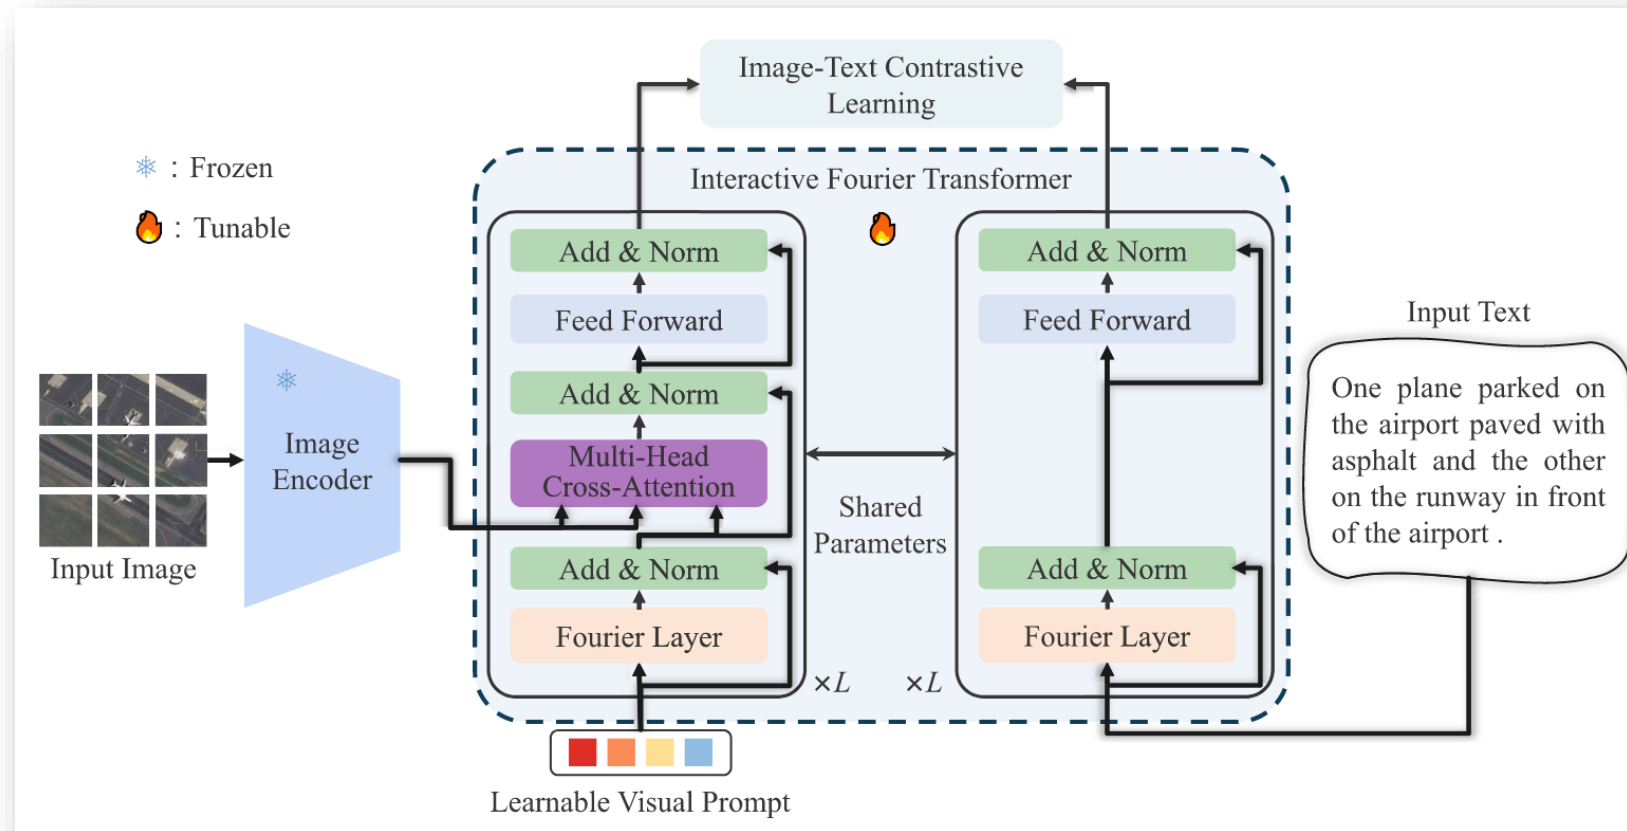 Image-Text Contrastive
Learning
: Frozen
: Tunable
Interactive Fourier Transformer
Add & Norm
Feed Forward
Add & Norm
Multi-Head
Cross-Attention
Add & Norm
Fourier Layer
×L
Shared
Parameters
Add & Norm
Feed Forward
Add & Norm
Fourier Layer
×L
Image
Encoder
Input Image
Learnable Visual Prompt
Input Text
One plane parked on
the airport paved with
asphalt and the other
on the runway in front
of the airport .